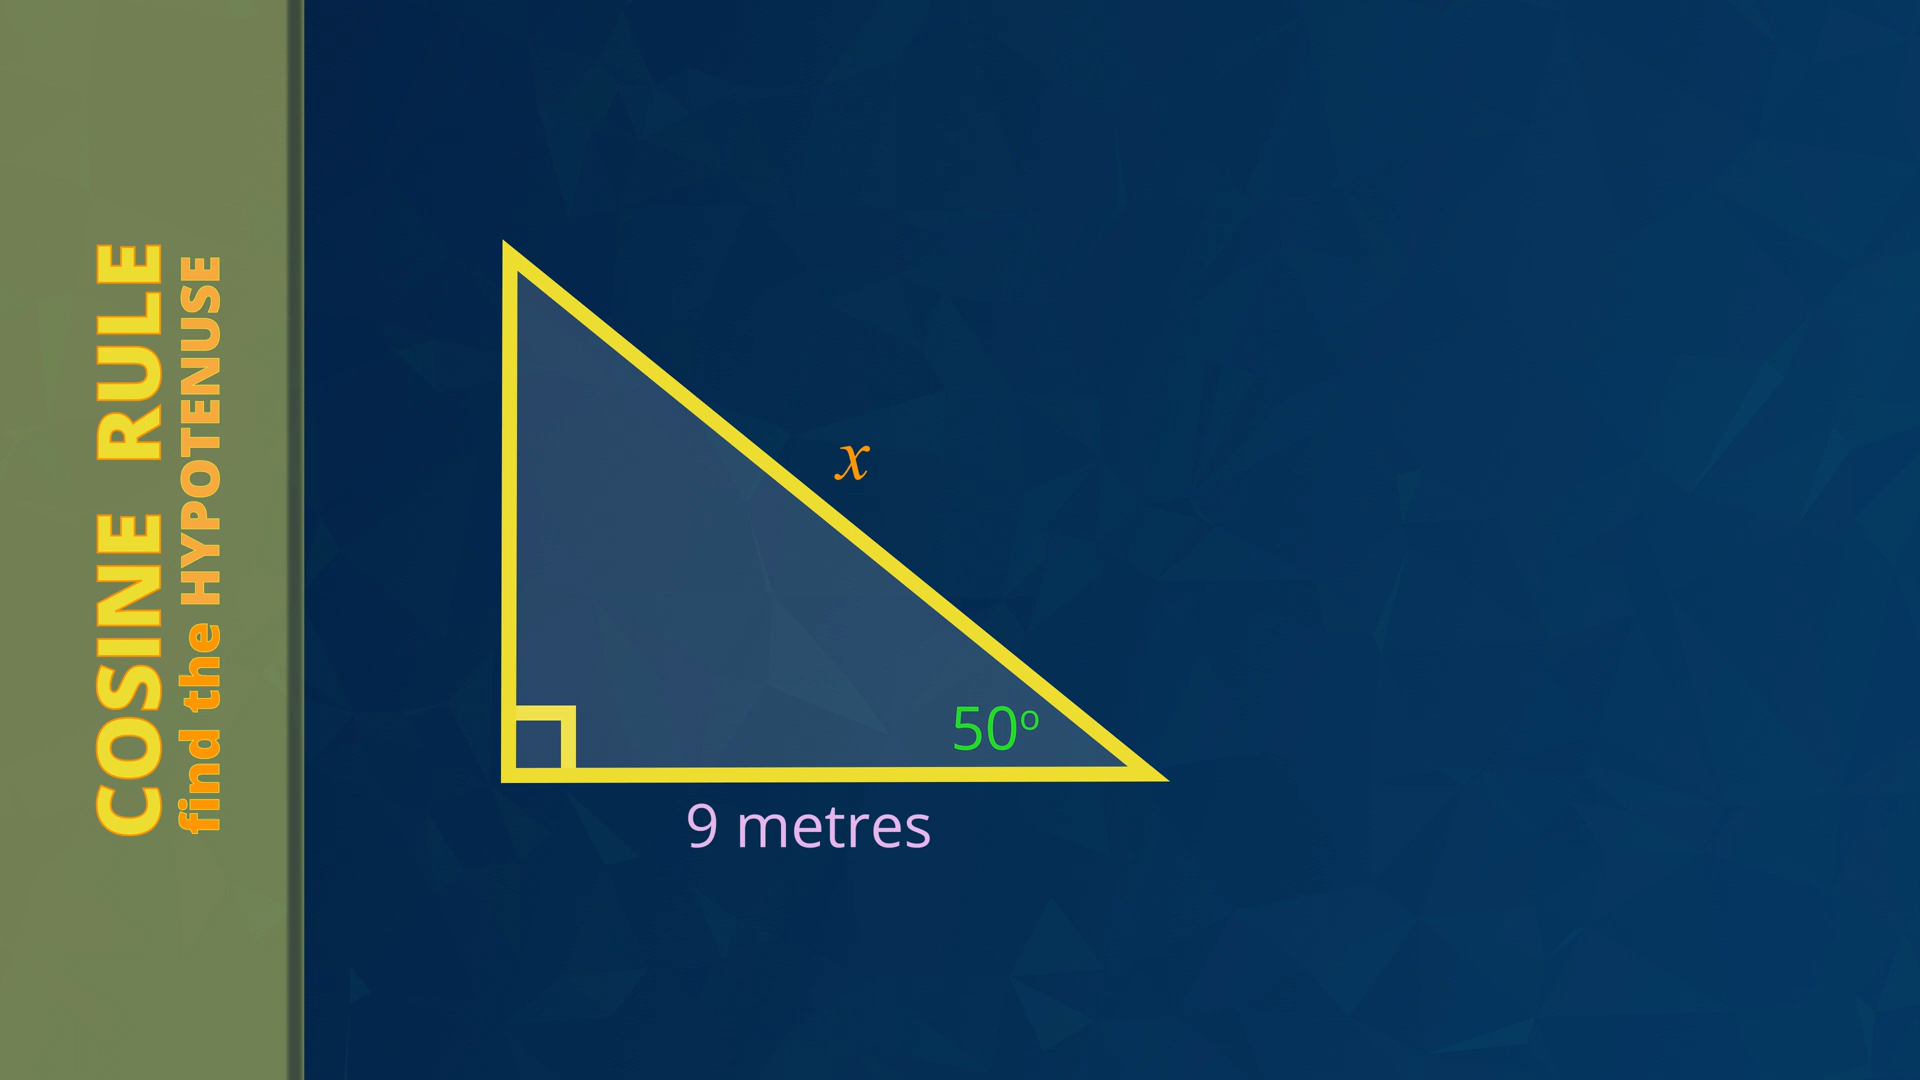 COSINE RULE
find the HYPOTENUSE
x
50º
9 metres